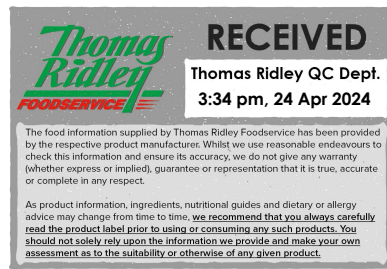 Thomas
Ridley
FOODSERVICE
RECEIVED
Thomas Ridley QC Dept.
3:34 pm, 24 Apr 2024
The food information supplied by Thomas Ridley Foodservice has been provided
by the respective product manufacturer. Whilst we use reasonable endeavours to
check this information and ensure its accuracy, we do not give any warranty
(whether express or implied), guarantee or representation that it is true, accurate
or complete in any respect.
As product information, ingredients, nutritional guides and dietary or allergy
advice may change from time to time, we recommend that you always carefully
read the product label prior to using or consuming any such products. You
should not solely rely upon the information we provide and make your own
assessment as to the suitability or otherwise of any given product.